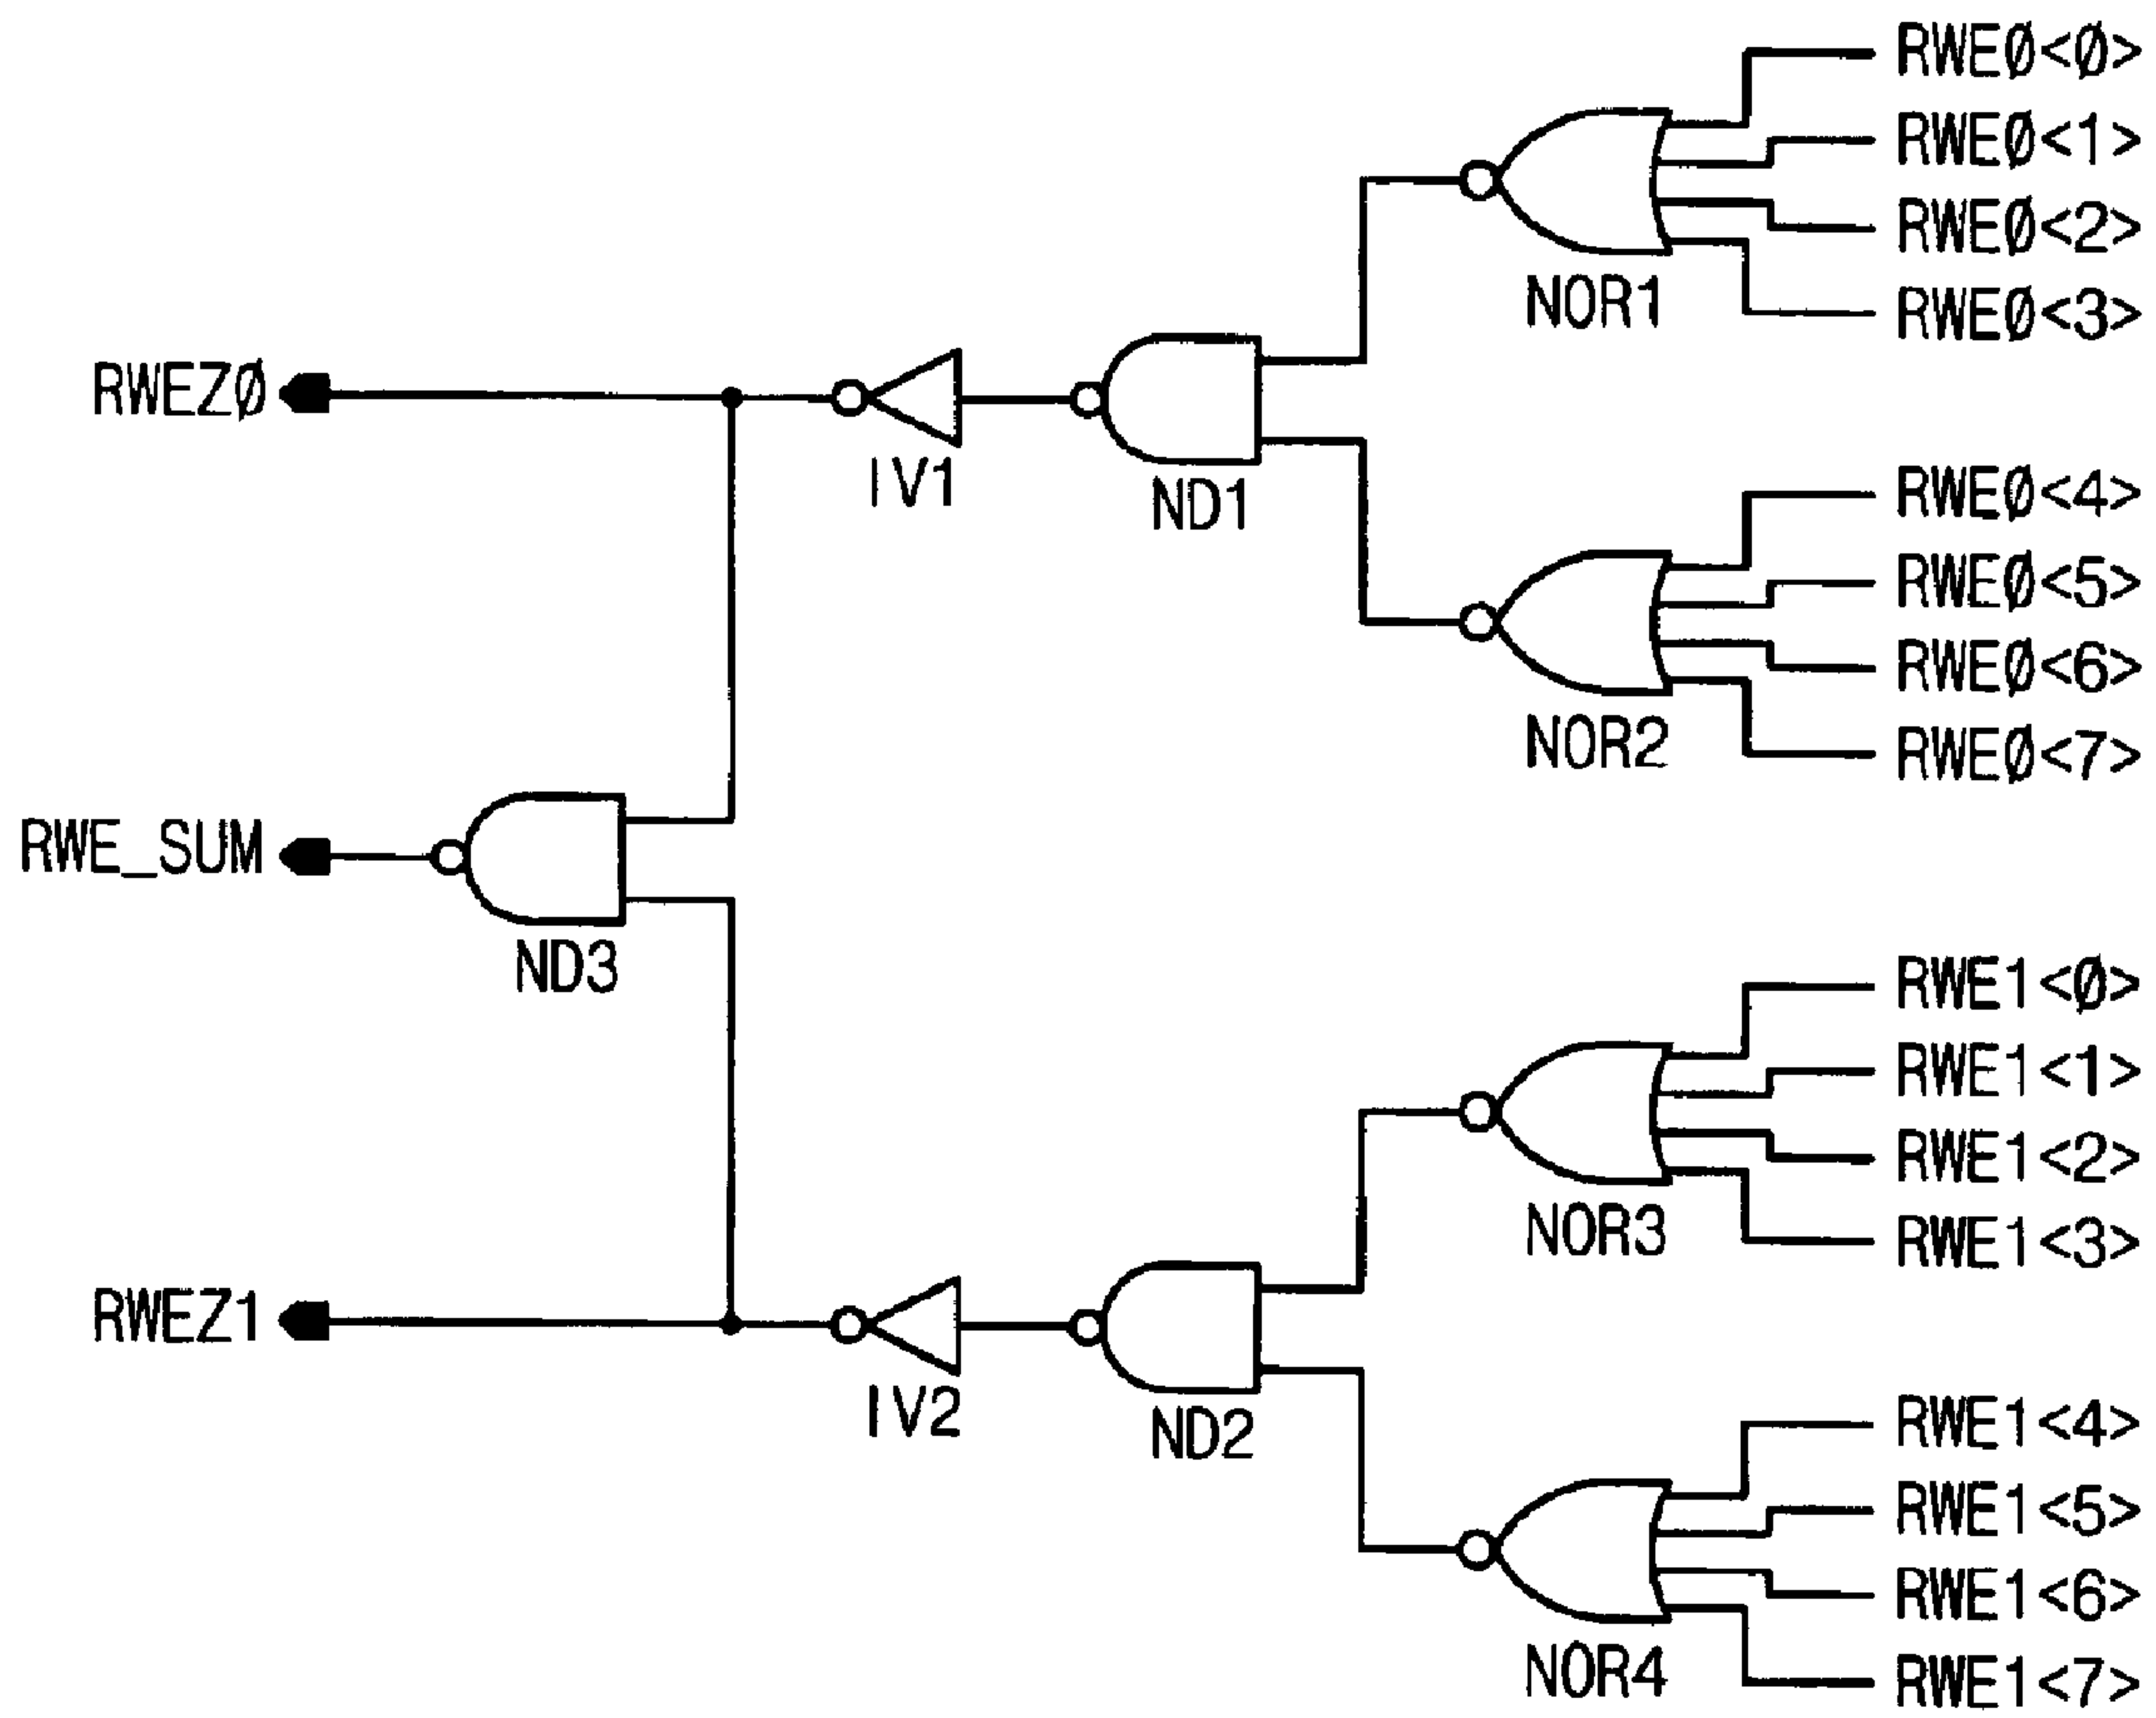 RWEØ<Ø>
RWEØ<1>
RWEØ<2>
RWEØ<3>
NOR1
RWEZØ
IV1
ND1
RWEØ<4>
RWEØ<5>
RWEØ<6>
RWEØ<7>
NOR2
RWE_SUM
ND3
RWE1<Ø>
RWE1<1>
RWE1<2>
RWE1<3>
NOR3
RWEZ1
IV2
ND2
RWE1<4>
RWE1<5>
RWE1<6>
RWE1<7>
NOR4